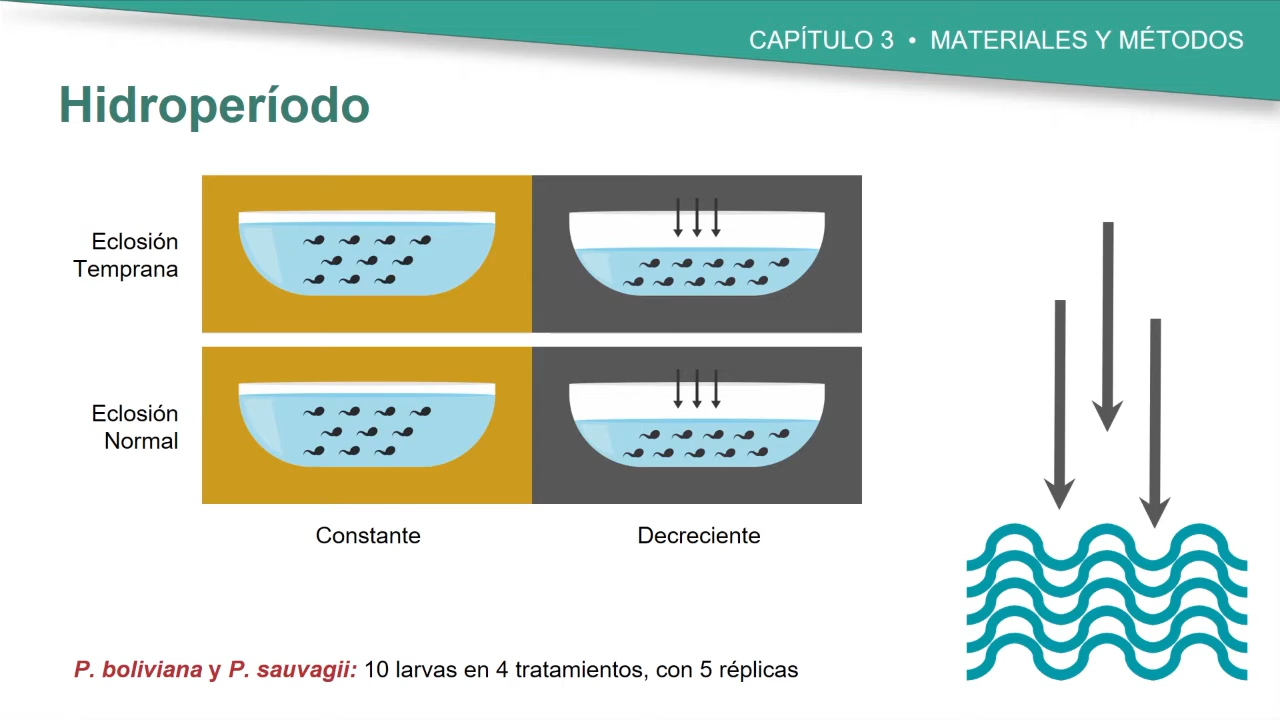 CAPÍTULO 3 • MATERIALES Y MÉTODOS
Hidroperíodo
Eclosión
Temprana
Eclosión
Normal
Constante
Decreciente
P. boliviana y P. sauvagii: 10 larvas en 4 tratamientos, con 5 réplicas